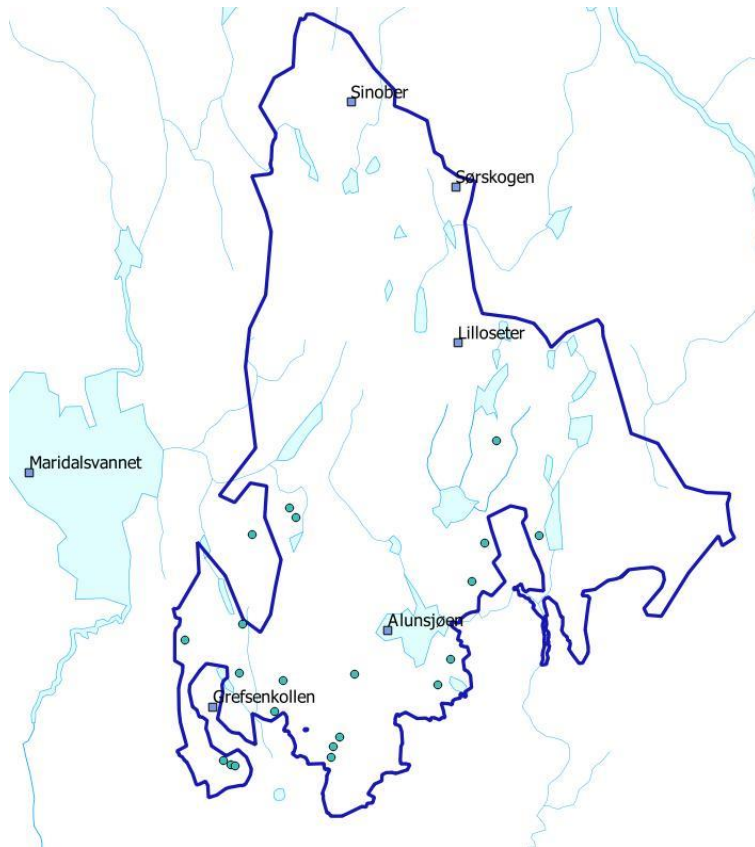 Sinober
Sørskogen
Lilloseter
Maridalsvannet
Alunsjøen
Grefsenkollen